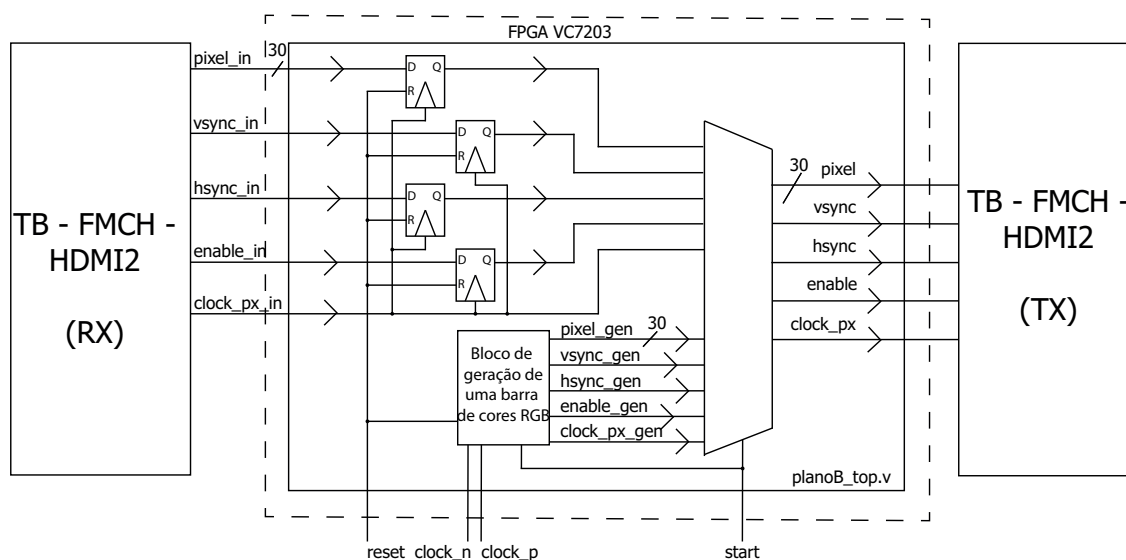 FPGA VC7203
TB - FMCH -
HDMI2
(RX)
pixel_in
30
vsync_in
hsync_in
enable_in
clock_px_in
D Q
R
D Q
R
D Q
R
D Q
R
Bloco de
geração de
uma barra
de cores RGB
pixel_gen
30
vsync_gen
hsync_gen
enable_gen
clock_px_gen
30
pixel
vsync
hsync
enable
clock_px
TB - FMCH -
HDMI2
(TX)
planoB_top.v
reset clock_n clock_p start